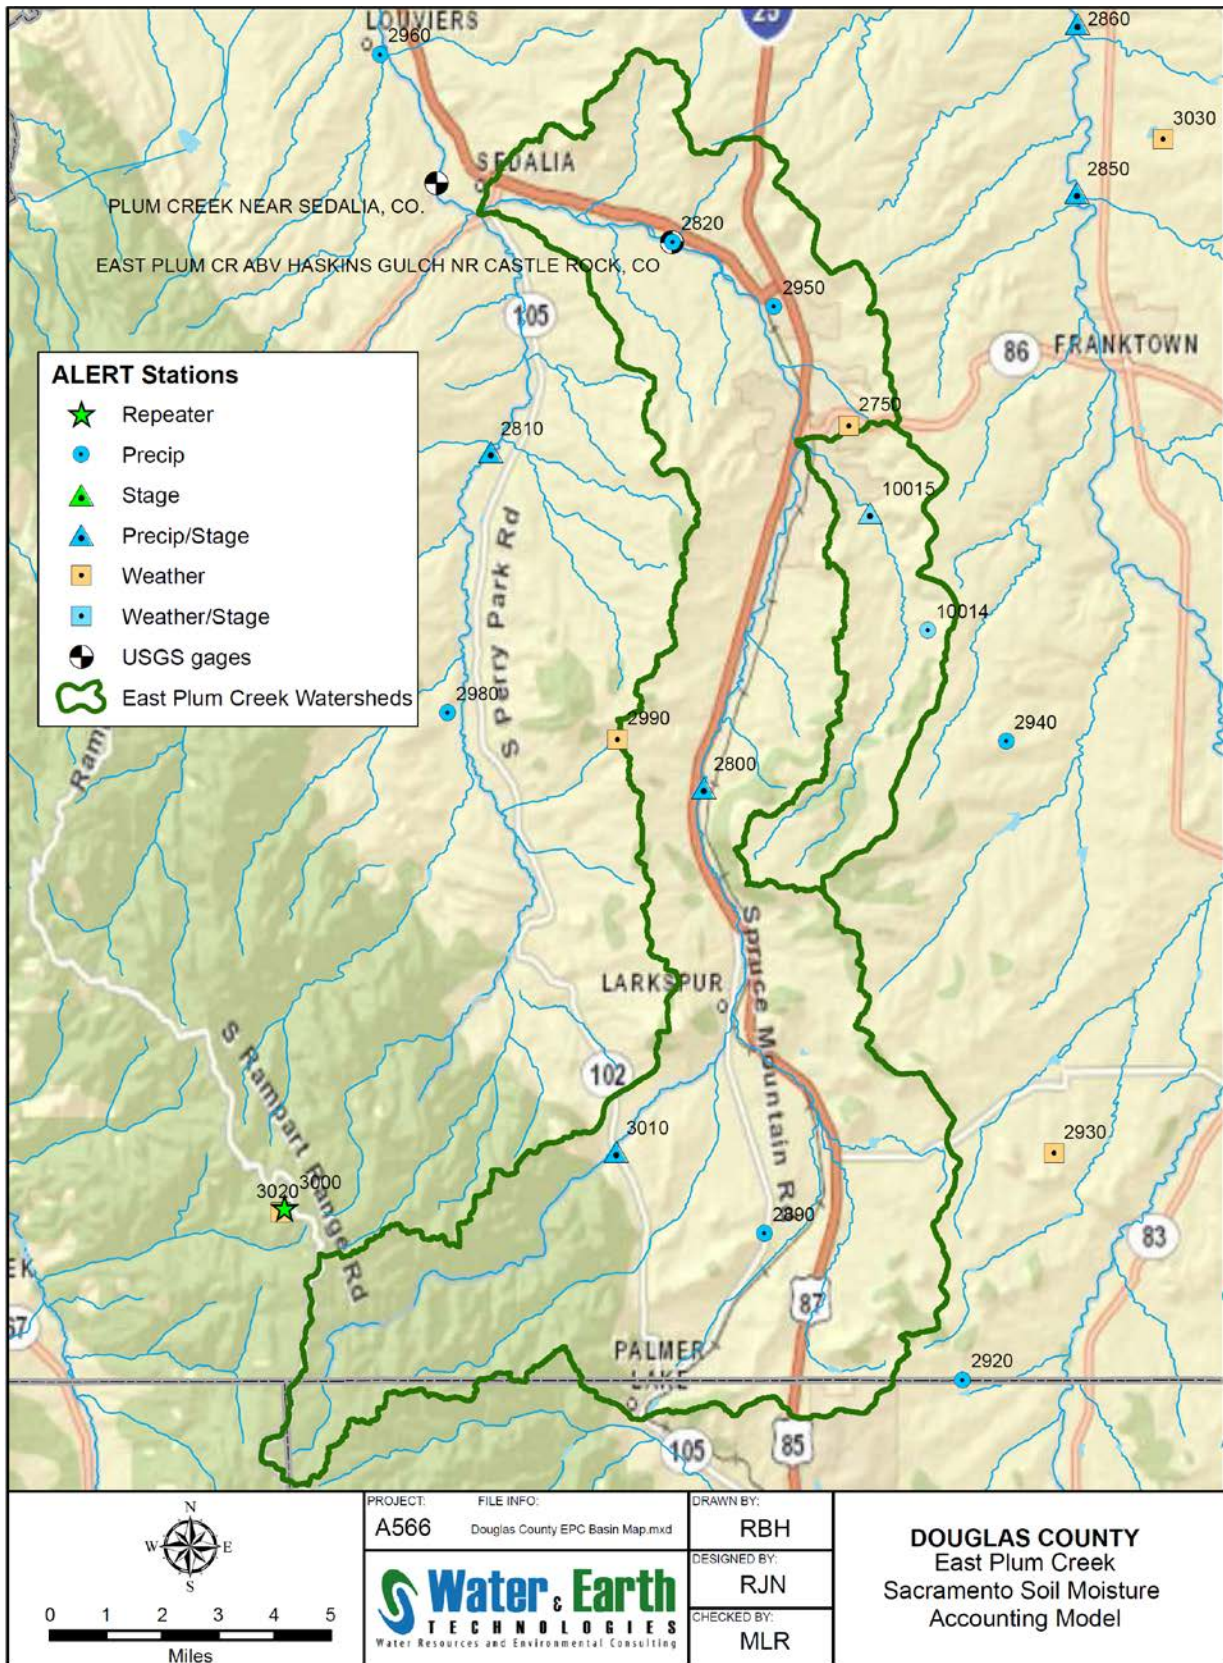 LOUVIERS
2960
25
2860
3030
2850
SEDALIA
PLUM CREEK NEAR SEDALIA, CO.
2820
EAST PLUM CR ABV HASKINS GULCH NR CASTLE ROCK, CO
2950
105
86
FRANKTOWN
ALERT Stations
Repeater
Precip
Stage
Precip/Stage
Weather
Weather/Stage
USGS gages
East Plum Creek Watersheds
2750
2810
10015
S Perry Park Rd
10014
2980
2990
2940
2800
Ram
LARKSPUR
Spruce Mountain Rd
S Rampart Range Rd
102
3010
2930
3020
3000
2890
83
EK
67
87
PALMER
LAKE
2920
105
85
N
W E
S
0 1 2 3 4 5
Miles
PROJECT:
A566
FILE INFO:
Douglas County EPC Basin Map.mxd
Water & Earth
TECHNOLOGIES
Water Resources and Environmental Consulting
DRAWN BY:
RBH
DESIGNED BY:
RJN
CHECKED BY:
MLR
DOUGLAS COUNTY
East Plum Creek
Sacramento Soil Moisture
Accounting Model